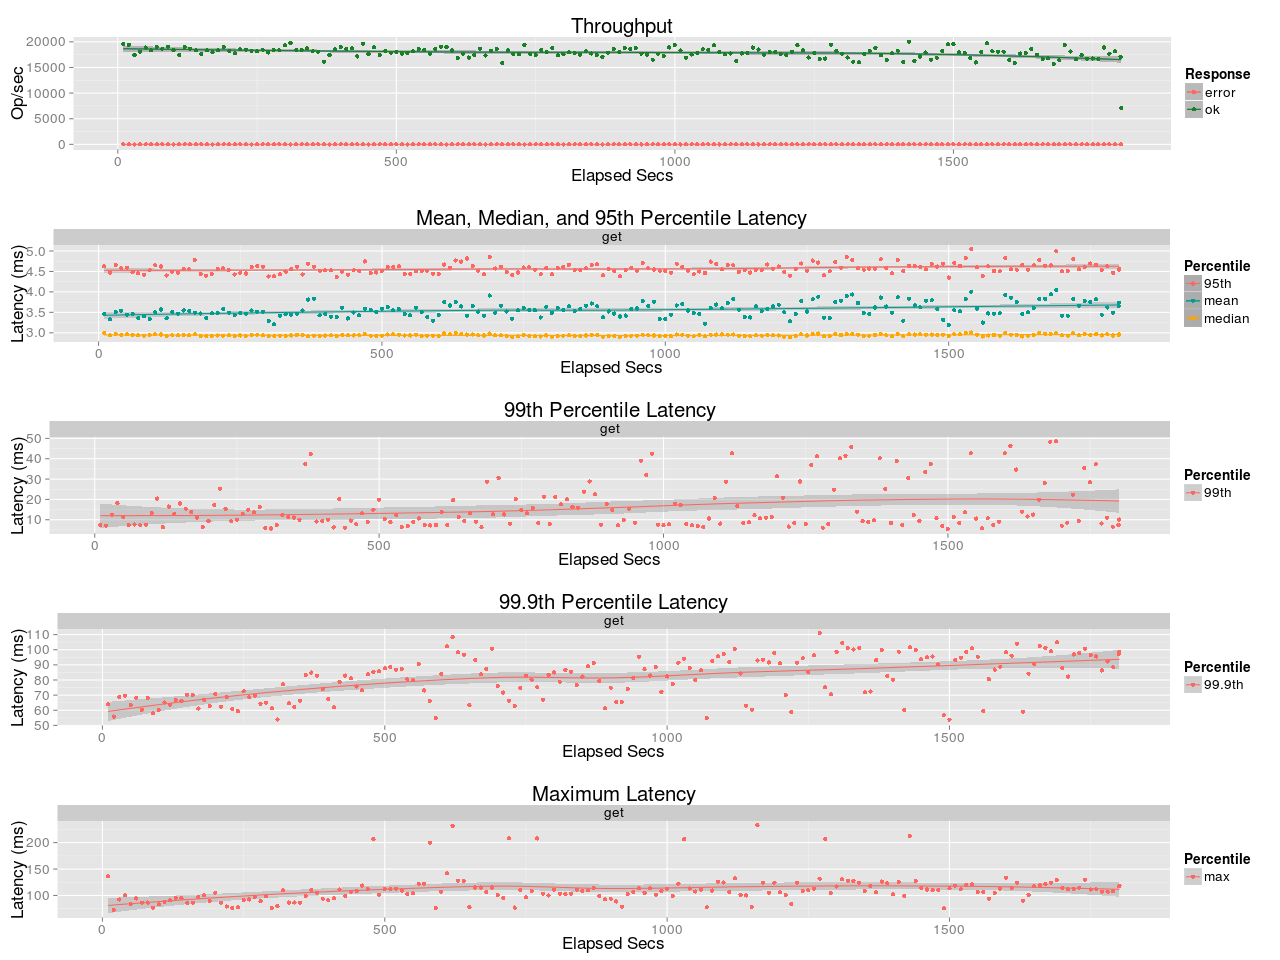 Throughput
20000
15000
10000
5000
0
Op/sec
0 500 1000 1500
Elapsed Secs
Response
error
ok
Mean, Median, and 95th Percentile Latency
get
5.0
4.5
4.0
3.5
3.0
Latency (ms)
0 500 1000 1500
Elapsed Secs
Percentile
95th
mean
median
99th Percentile Latency
get
50
40
30
20
10
Latency (ms)
0 500 1000 1500
Elapsed Secs
Percentile
99th
99.9th Percentile Latency
get
110
100
90
80
70
60
50
Latency (ms)
0 500 1000 1500
Elapsed Secs
Percentile
99.9th
Maximum Latency
get
200
150
100
Latency (ms)
0 500 1000 1500
Elapsed Secs
Percentile
max